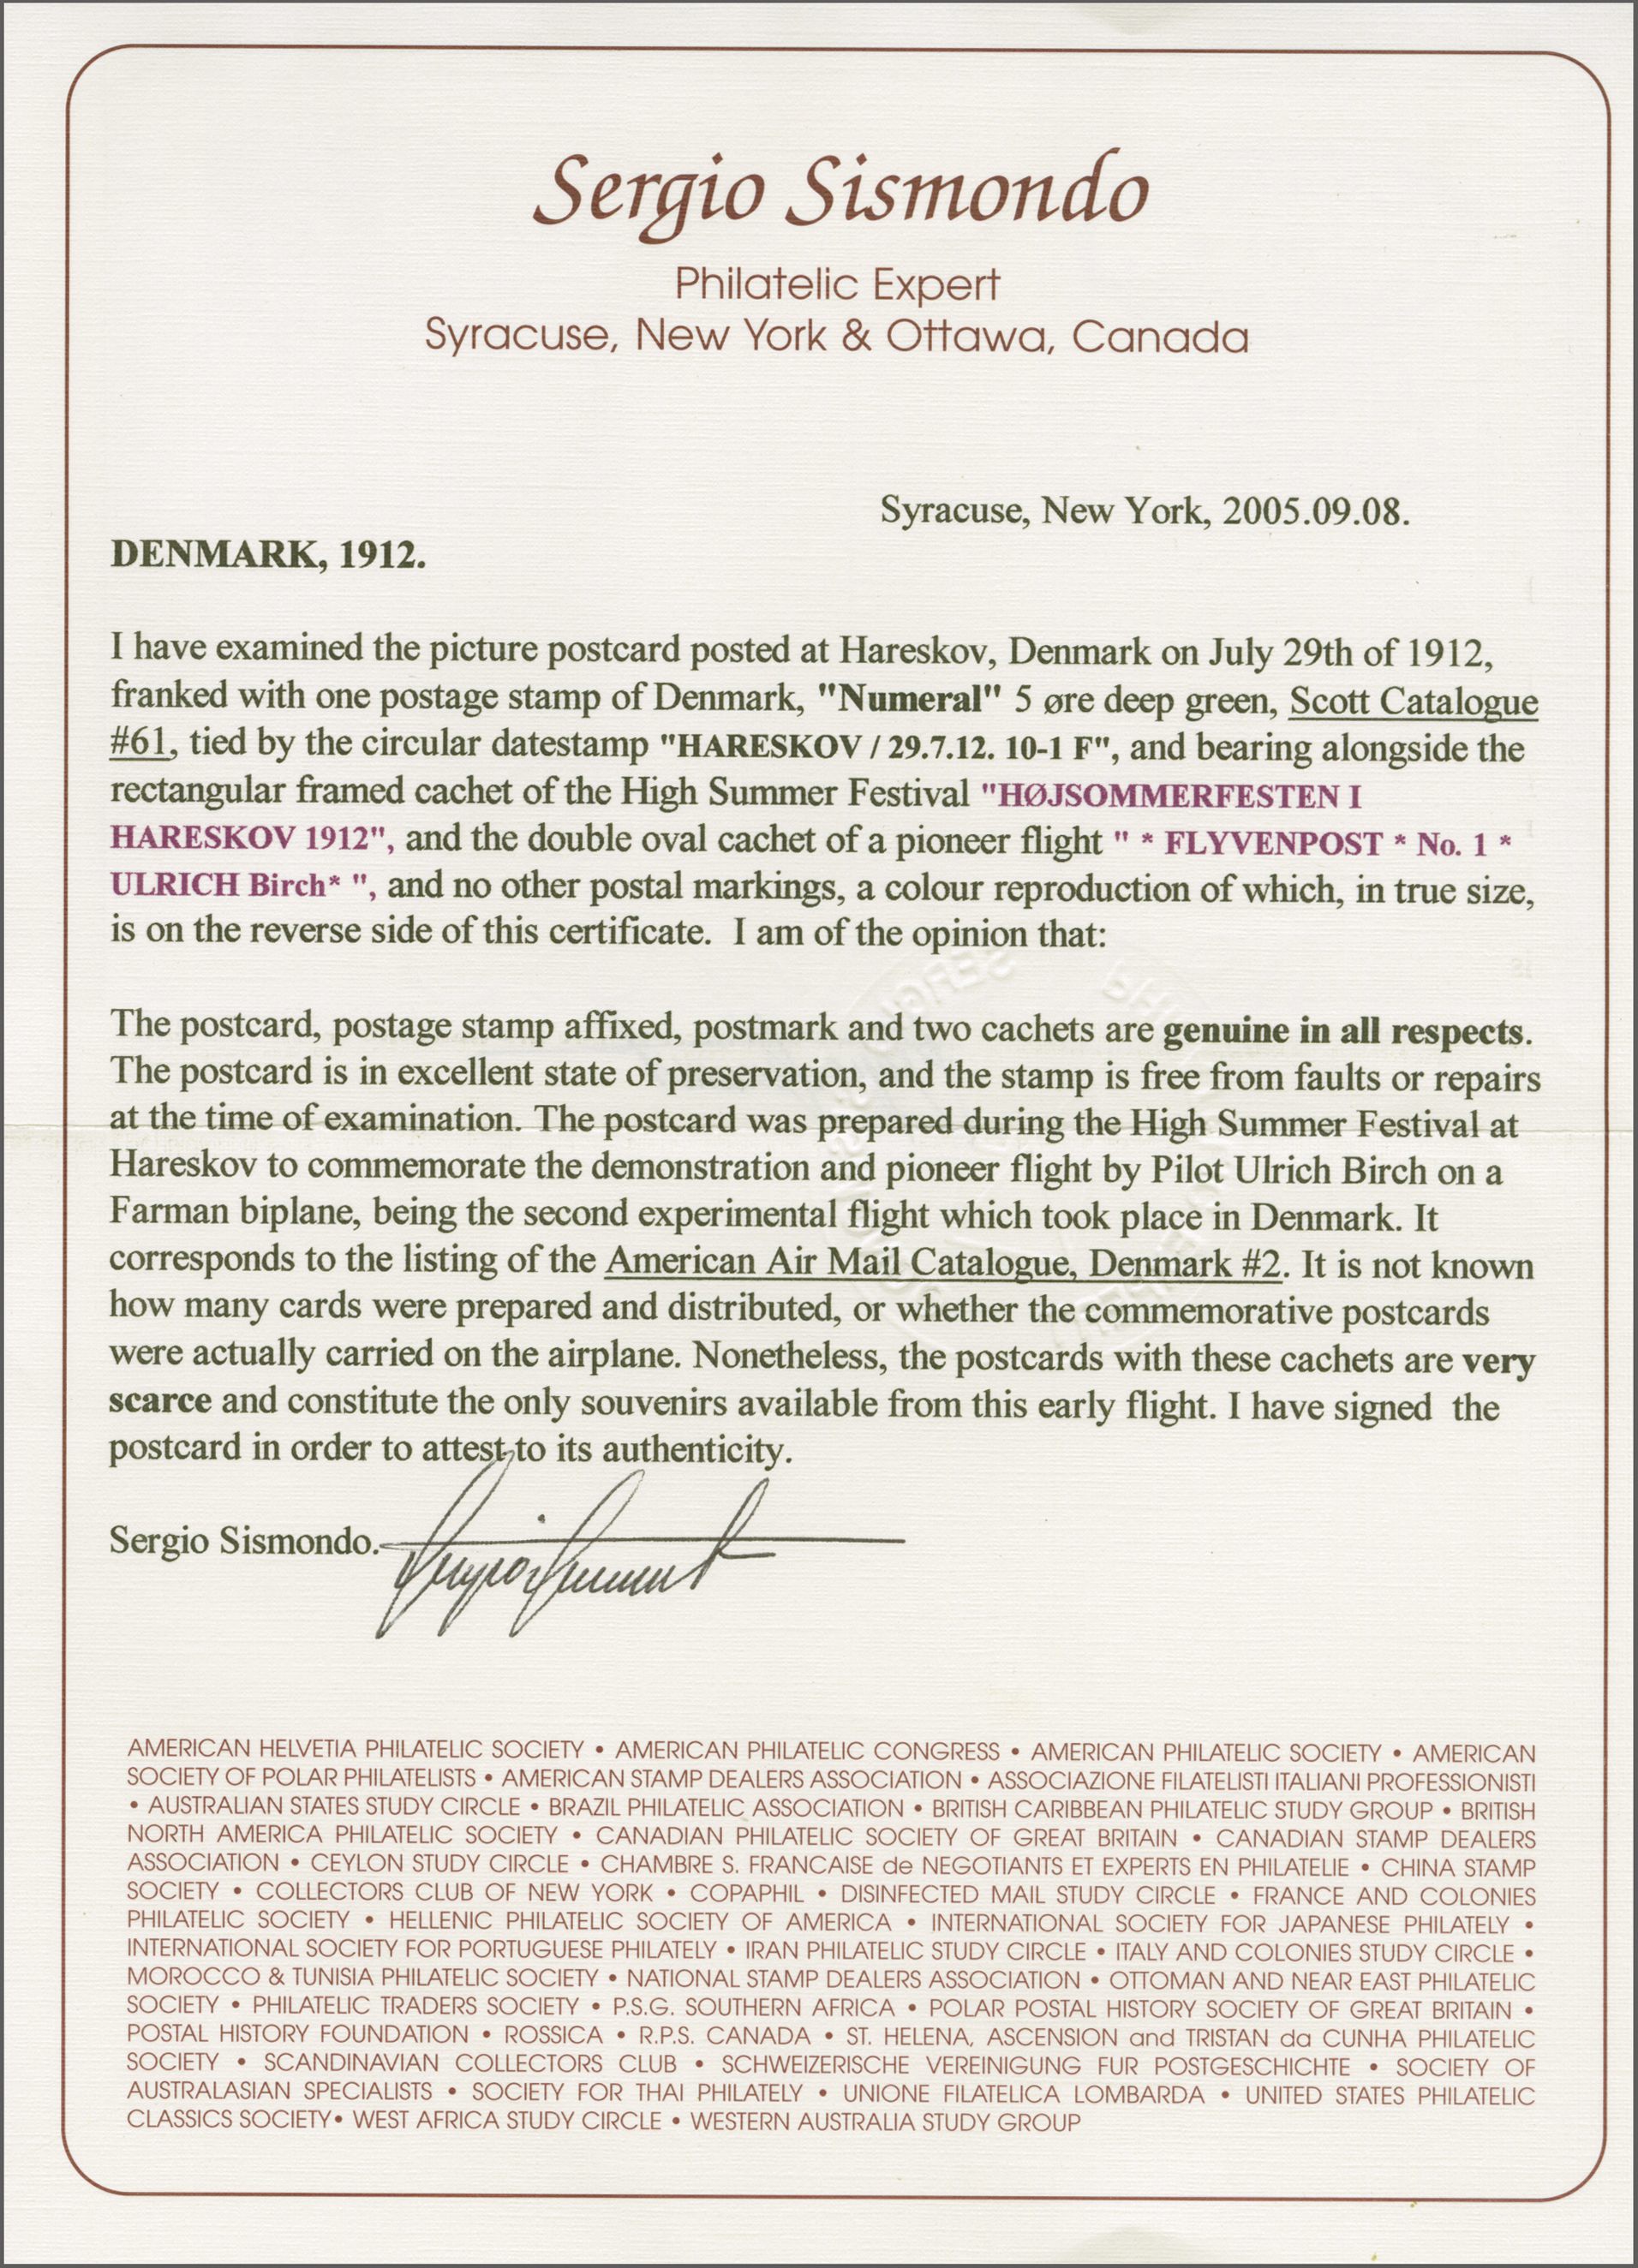 Sergio Sismondo
Philatelic Expert
Syracuse, New York & Ottawa, Canada
Syracuse, New York, 2005.09.08.
DENMARK, 1912.
I have examined the picture postcard posted at Hareskov, Denmark on July 29th of 1912,
franked with one postage stamp of Denmark, "Numeral" 5 øre deep green, Scott Catalogue
#61, tied by the circular datestamp "HARESKOV / 29.7.12. 10-1 F", and bearing alongside the
rectangular framed cachet of the High Summer Festival "HØJSOMMERFESTEN I
HARESKOV 1912", and the double oval cachet of a pioneer flight " * FLYVENPOST * No. 1 *
ULRICH Birch* ", and no other postal markings, a colour reproduction of which, in true size,
is on the reverse side of this certificate.  I am of the opinion that:
The postcard, postage stamp affixed, postmark and two cachets are genuine in all respects.
The postcard is in excellent state of preservation, and the stamp is free from faults or repairs
at the time of examination. The postcard was prepared during the High Summer Festival at
Hareskov to commemorate the demonstration and pioneer flight by Pilot Ulrich Birch on a
Farman biplane, being the second experimental flight which took place in Denmark. It
corresponds to the listing of the American Air Mail Catalogue, Denmark #2. It is not known
how many cards were prepared and distributed, or whether the commemorative postcards
were actually carried on the airplane. Nonetheless, the postcards with these cachets are very
scarce and constitute the only souvenirs available from this early flight. I have signed  the
postcard in order to attest to its authenticity.
Sergio Sismondo.
AMERICAN HELVETIA PHILATELIC SOCIETY • AMERICAN PHILATELIC CONGRESS • AMERICAN PHILATELIC SOCIETY • AMERICAN
SOCIETY OF POLAR PHILATELISTS • AMERICAN STAMP DEALERS ASSOCIATION • ASSOCIAZIONE FILATELISTI ITALIANI PROFESSIONISTI
• AUSTRALIAN STATES STUDY CIRCLE • BRAZIL PHILATELIC ASSOCIATION • BRITISH CARIBBEAN PHILATELIC STUDY GROUP • BRITISH
NORTH AMERICA PHILATELIC SOCIETY • CANADIAN PHILATELIC SOCIETY OF GREAT BRITAIN • CANADIAN STAMP DEALERS
ASSOCIATION • CEYLON STUDY CIRCLE • CHAMBRE S. FRANCAISE de NEGOTIANTS ET EXPERTS EN PHILATELIE • CHINA STAMP
SOCIETY • COLLECTORS CLUB OF NEW YORK • COPAPHIL • DISINFECTED MAIL STUDY CIRCLE • FRANCE AND COLONIES
PHILATELIC SOCIETY • HELLENIC PHILATELIC SOCIETY OF AMERICA • INTERNATIONAL SOCIETY FOR JAPANESE PHILATELY •
INTERNATIONAL SOCIETY FOR PORTUGUESE PHILATELY • IRAN PHILATELIC STUDY CIRCLE • ITALY AND COLONIES STUDY CIRCLE •
MOROCCO & TUNISIA PHILATELIC SOCIETY • NATIONAL STAMP DEALERS ASSOCIATION • OTTOMAN AND NEAR EAST PHILATELIC
SOCIETY • PHILATELIC TRADERS SOCIETY • P.S.G. SOUTHERN AFRICA • POLAR POSTAL HISTORY SOCIETY OF GREAT BRITAIN •
POSTAL HISTORY FOUNDATION • ROSSICA • R.P.S. CANADA • ST. HELENA, ASCENSION and TRISTAN da CUNHA PHILATELIC
SOCIETY • SCANDINAVIAN COLLECTORS CLUB • SCHWEIZERISCHE VEREINIGUNG FUR POSTGESCHICHTE • SOCIETY OF
AUSTRALASIAN SPECIALISTS • SOCIETY FOR THAI PHILATELY • UNIONE FILATELICA LOMBARDA • UNITED STATES PHILATELIC
CLASSICS SOCIETY• WEST AFRICA STUDY CIRCLE • WESTERN AUSTRALIA STUDY GROUP